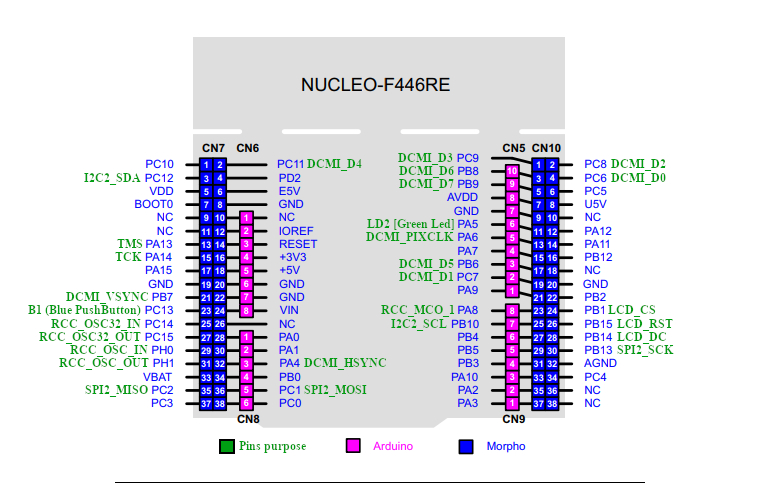 NUCLEO-F446RE
CN7 CN6 CN5 CN10
DCMI_D3 PC9
PC10 1 2 PC11 DCMI_D4 1 2 PC8 DCMI_D2
DCMI_D6 PB8 10
I2C2_SDA PC12 3 4 PD2 3 4 PC6 DCMI_D0
DCMI_D7 PB9 9
VDD 5 6 E5V 5 6 PC5
AVDD 8
BOOT0 7 8 GND 7 8 U5V
GND 7
NC 9 10 1 NC 9 10 NC
LD2 [Green Led] PA5 6
NC 11 12 2 IOREF 11 12 PA12
DCMI_PIXCLK PA6 5
TMS PA13 13 14 3 RESET 13 14 PA11
PA7 4
TCK PA14 15 16 4 +3V3 15 16 PB12
DCMI_D5 PB6 3
PA15 17 18 5 +5V 17 18 NC
DCMI_D1 PC7 2
GND 19 20 6 GND 19 20 GND
PA9 1
DCMI_VSYNC PB7 21 22 7 GND 21 22 PB2
B1 (Blue PushButton) PC13 23 24 8 VIN RCC_MCO_1 PA8 8 23 24 PB1 LCD_CS
RCC_OSC32_IN PC14 25 26 NC I2C2_SCL PB10 7 25 26 PB15 LCD_RST
RCC_OSC32_OUT PC15 27 28 1 PA0 PB4 6 27 28 PB14 LCD_DC
RCC_OSC_IN PH0 29 30 2 PA1 PB5 5 29 30 PB13 SPI2_SCK
RCC_OSC_OUT PH1 31 32 3 PA4 DCMI_HSYNC PB3 4 31 32 AGND
VBAT 33 34 4 PB0 PA10 3 33 34 PC4
SPI2_MISO PC2 35 36 5 PC1 SPI2_MOSI PA2 2 35 36 NC
PC3 37 38 6 PC0 PA3 1 37 38 NC
CN8 CN9
Pins purpose Arduino Morpho